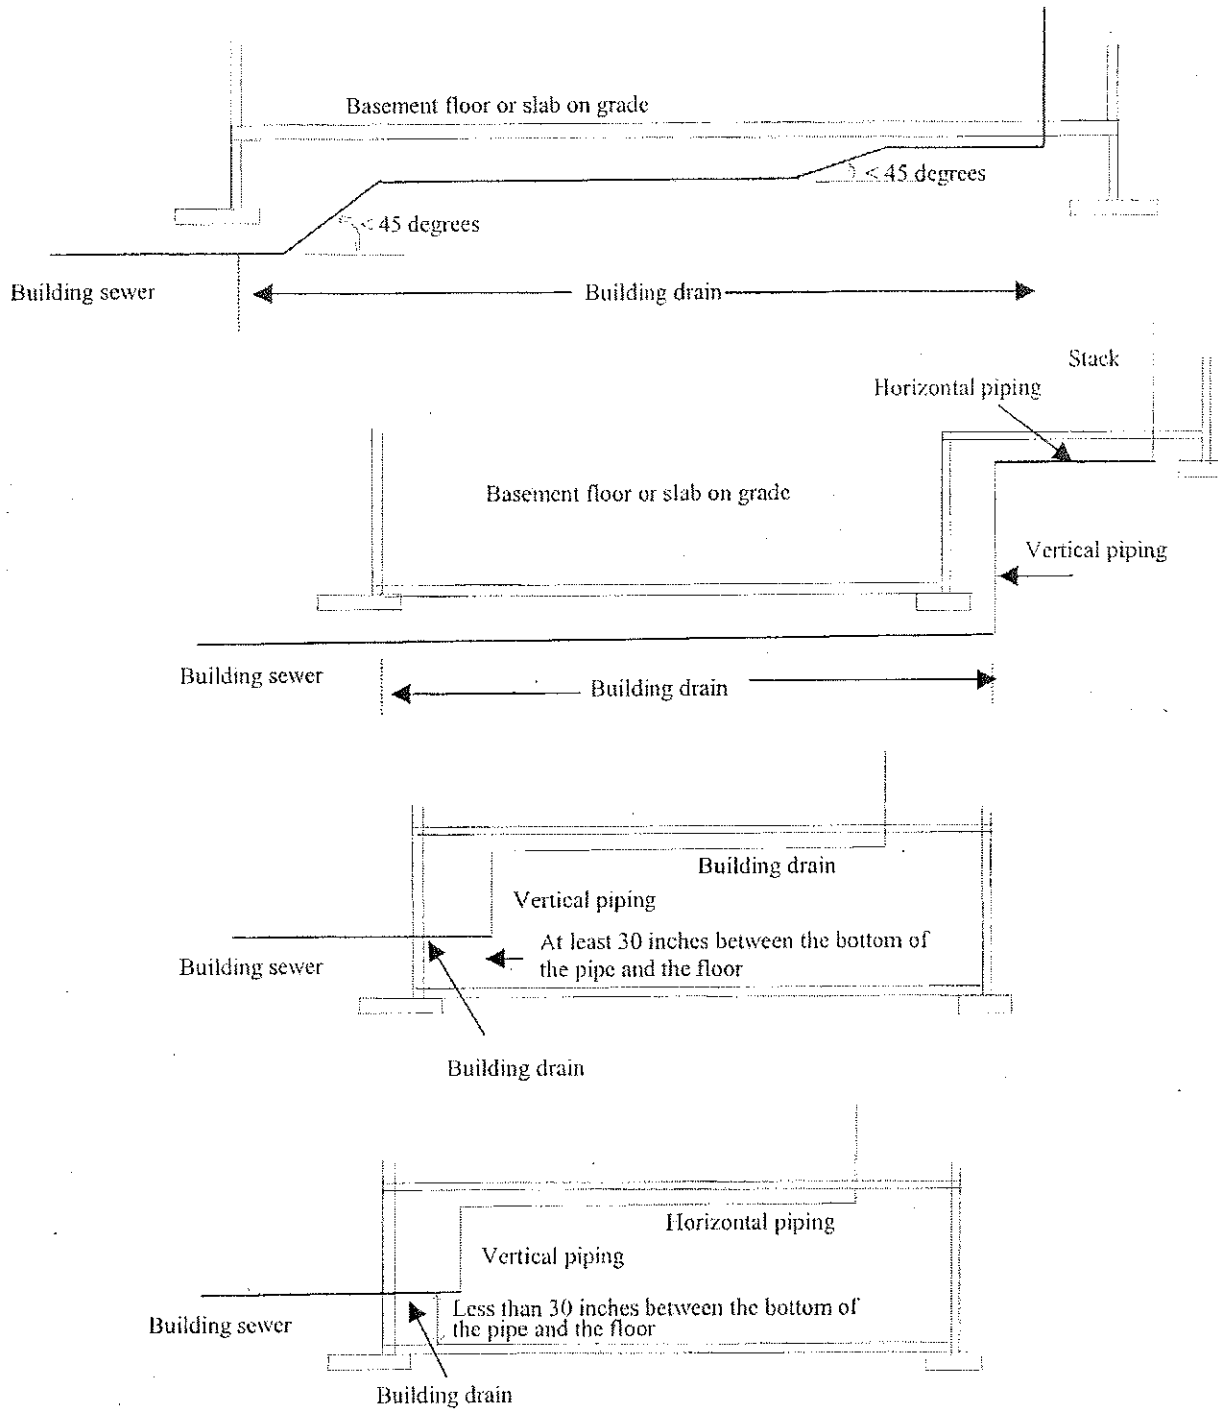 Basement floor or slab on grade
< 45 degrees
< 45 degrees
Building sewer
Building drain
Stack
Horizontal piping
Basement floor or slab on grade
Vertical piping
Building sewer
Building drain
Building drain
Vertical piping
At least 30 inches between the bottom of
the pipe and the floor
Building sewer
Building drain
Horizontal piping
Vertical piping
Less than 30 inches between the bottom of
the pipe and the floor
Building sewer
Building drain